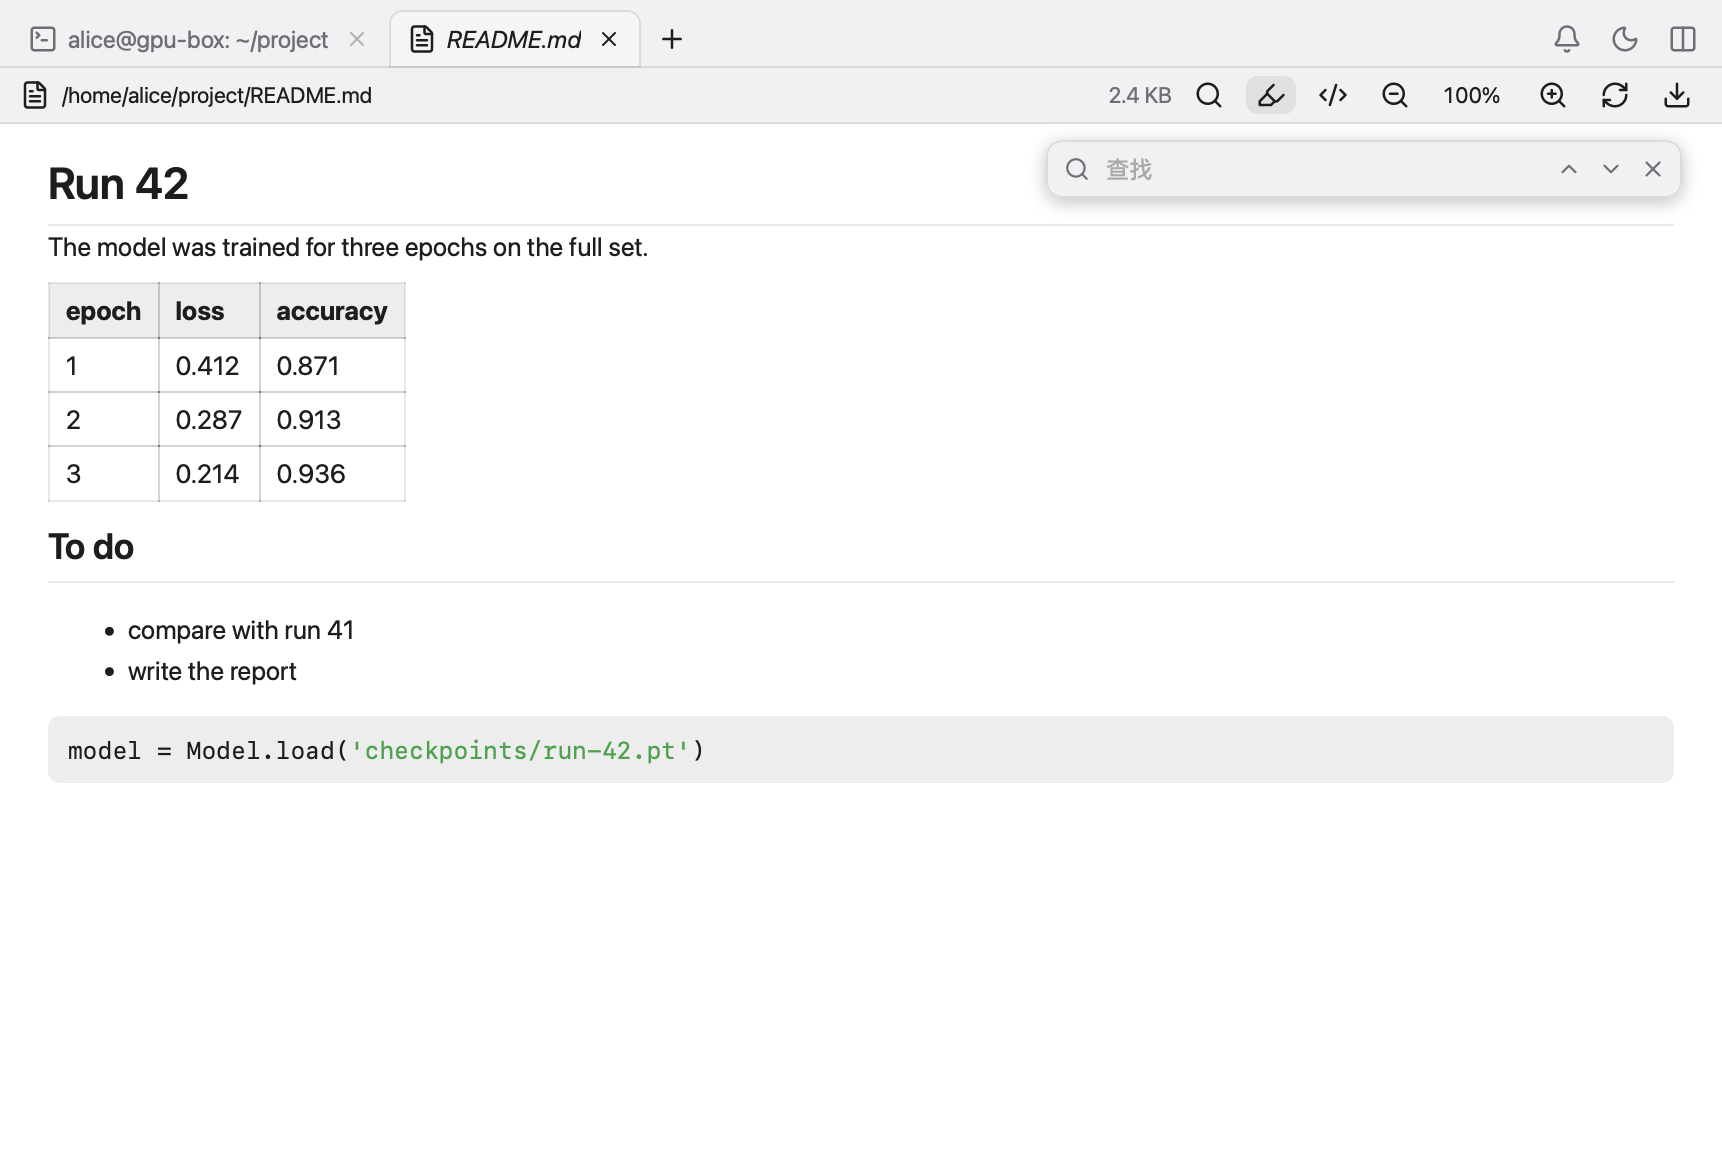 alice@gpu-box: ~/project
README.md
/home/alice/project/README.md
2.4 KB
100%
查找
Run 42
The model was trained for three epochs on the full set.
epoch loss accuracy
1 0.412 0.871
2 0.287 0.913
3 0.214 0.936
To do
compare with run 41
write the report
model = Model.load('checkpoints/run-42.pt')